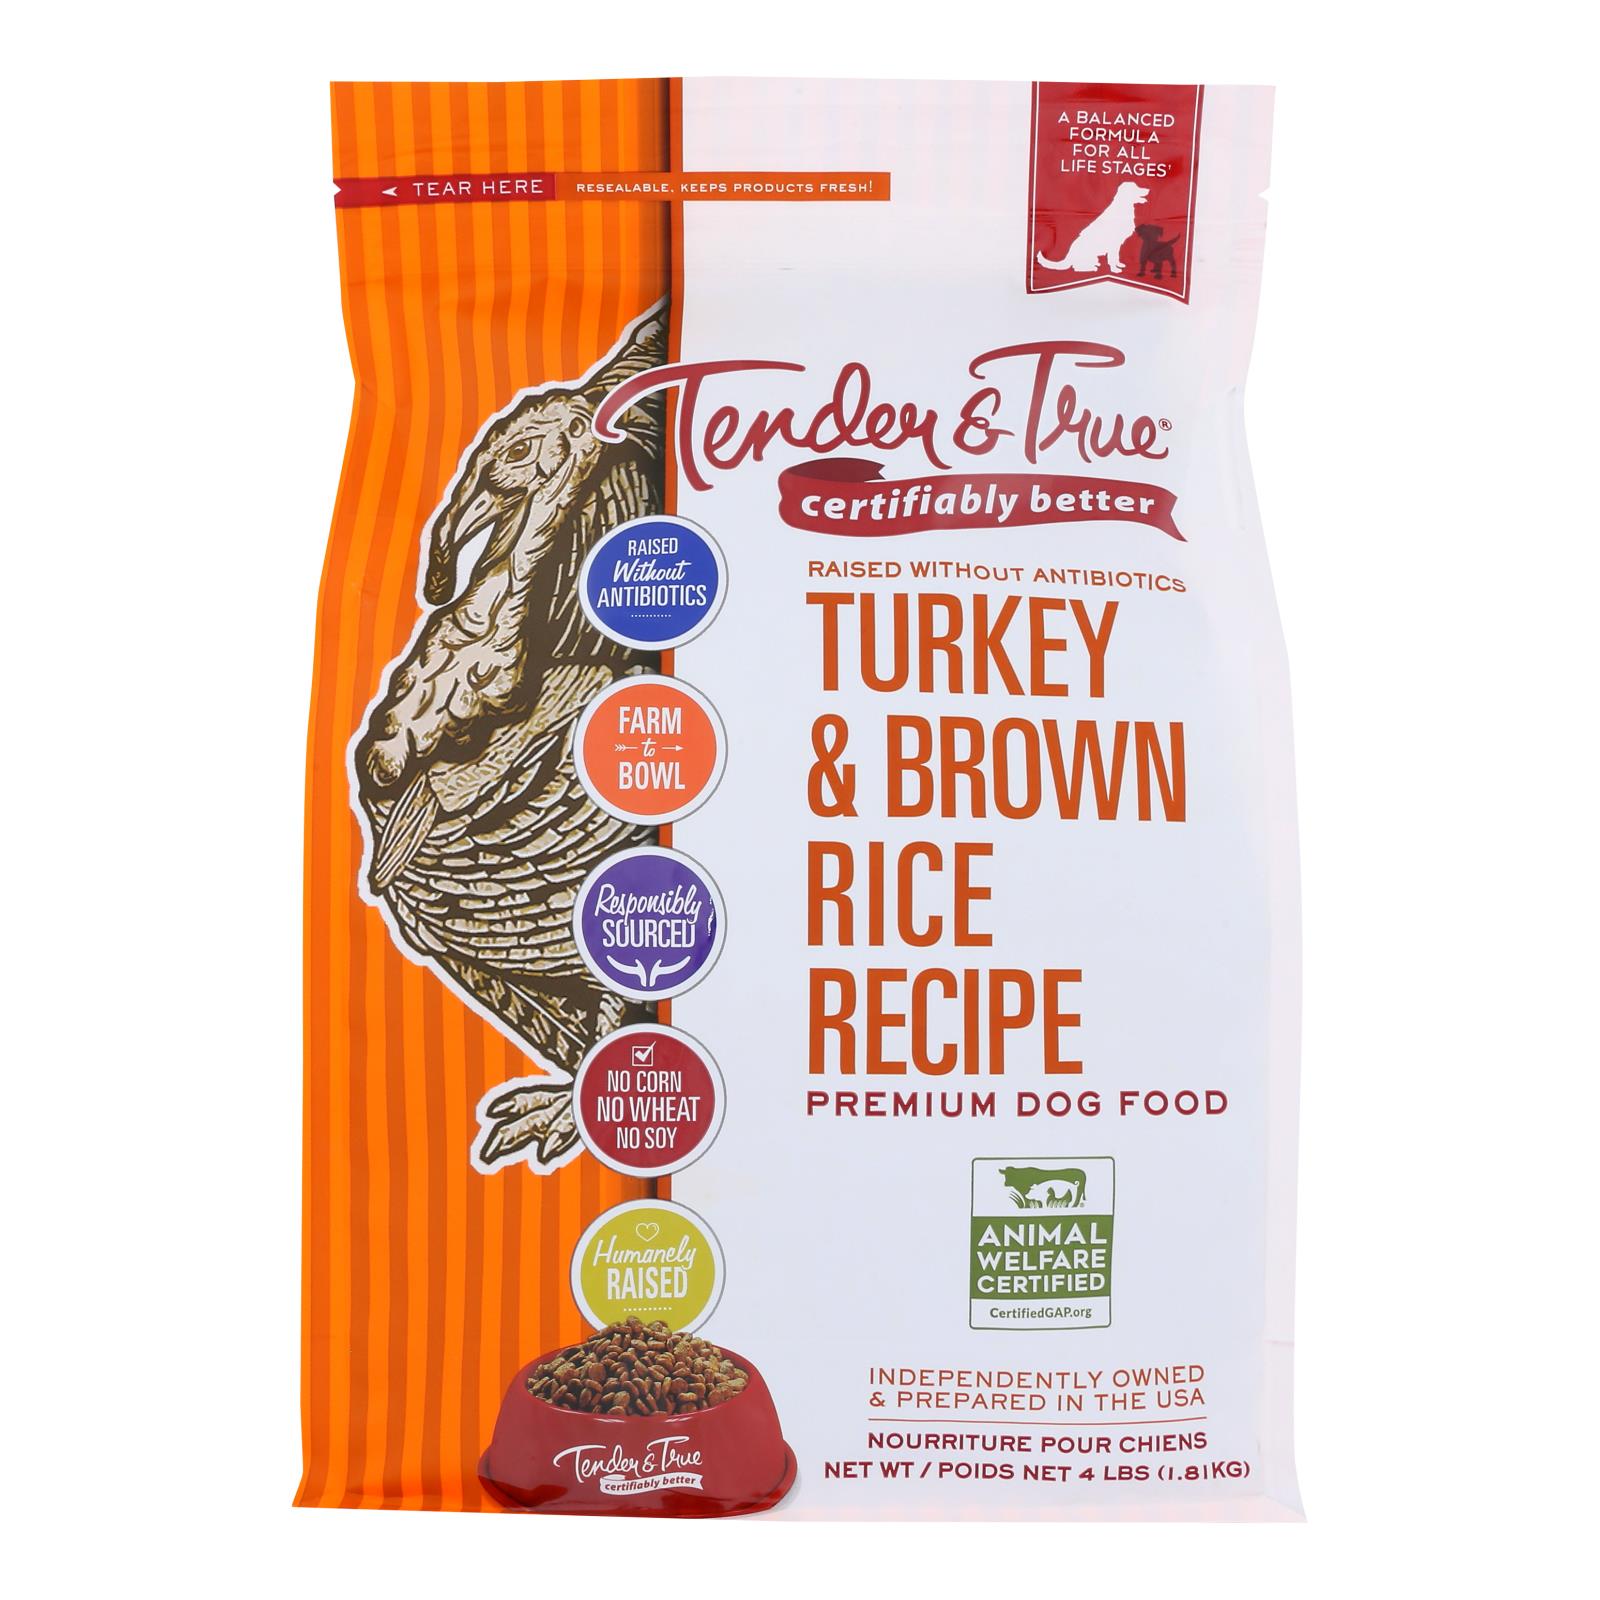 A BALANCED
FORMULA
FOR ALL
LIFE STAGES†
TEAR HERE
RESEALABLE, KEEPS PRODUCTS FRESH!
Tender & True®
certifiably better
RAISED WITHOUT ANTIBIOTICS
TURKEY
& BROWN
RICE
RECIPE
PREMIUM DOG FOOD
RAISED
Without
ANTIBIOTICS
FARM
to
BOWL
Responsibly
SOURCED
NO CORN
NO WHEAT
NO SOY
Humanely
RAISED
ANIMAL
WELFARE
CERTIFIED
CertifiedGAP.org
INDEPENDENTLY OWNED
& PREPARED IN THE USA
NOURRITURE POUR CHIENS
NET WT / POIDS NET 4 LBS (1.81KG)
Tender & True
certifiably better